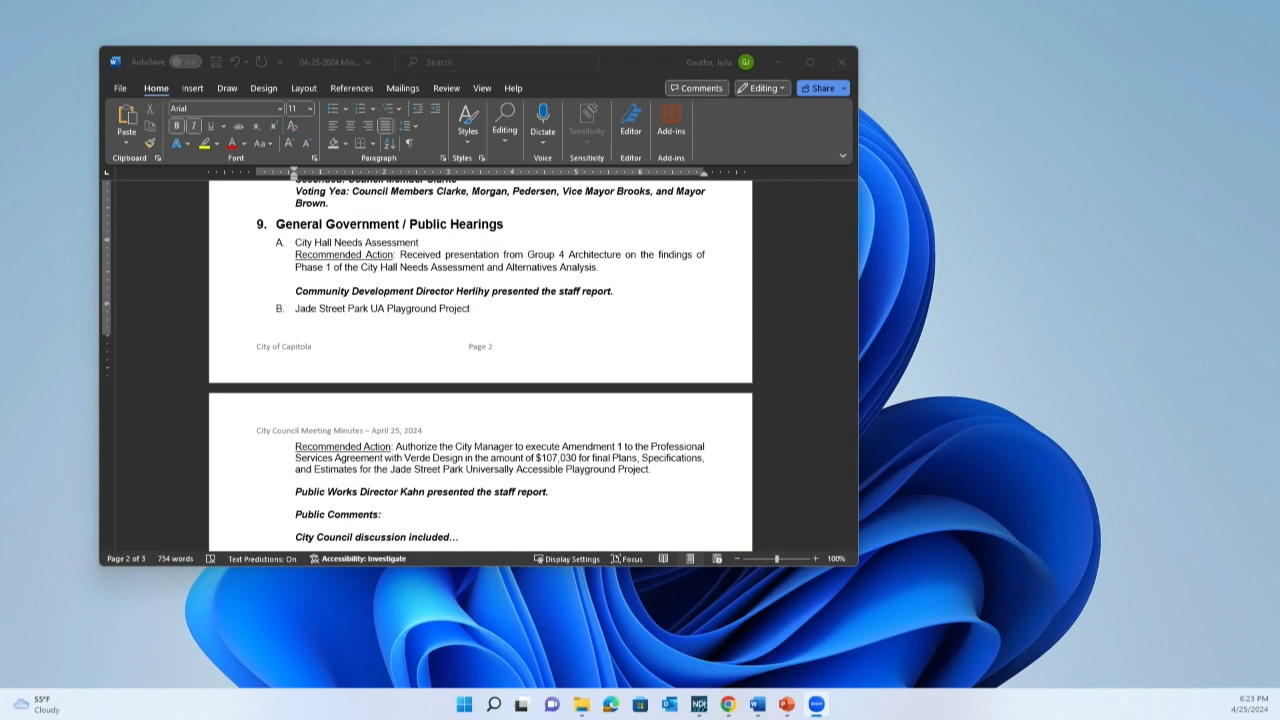 AutoSave Off 04-25-2024 Min... Search Gautho, Julia GJ
File Home Insert Draw Design Layout References Mailings Review View Help Comments Editing Share
Arial 11
Paste Styles Editing Dictate Sensitivity Editor Add-ins
Clipboard Font Paragraph Styles Voice Sensitivity Editor Add-ins
Seconded: Council Member Clarke
Voting Yea: Council Members Clarke, Morgan, Pedersen, Vice Mayor Brooks, and Mayor
Brown.
9. General Government / Public Hearings
A. City Hall Needs Assessment
Recommended Action: Received presentation from Group 4 Architecture on the findings of
Phase 1 of the City Hall Needs Assessment and Alternatives Analysis.
Community Development Director Herlihy presented the staff report.
B. Jade Street Park UA Playground Project
City of Capitola Page 2
City Council Meeting Minutes – April 25, 2024
Recommended Action: Authorize the City Manager to execute Amendment 1 to the Professional
Services Agreement with Verde Design in the amount of $107,030 for final Plans, Specifications,
and Estimates for the Jade Street Park Universally Accessible Playground Project.
Public Works Director Kahn presented the staff report.
Public Comments:
City Council discussion included…
Page 2 of 3 754 words Text Predictions: On Accessibility: Investigate Display Settings Focus 100%
55°F
Cloudy
6:23 PM
4/25/2024